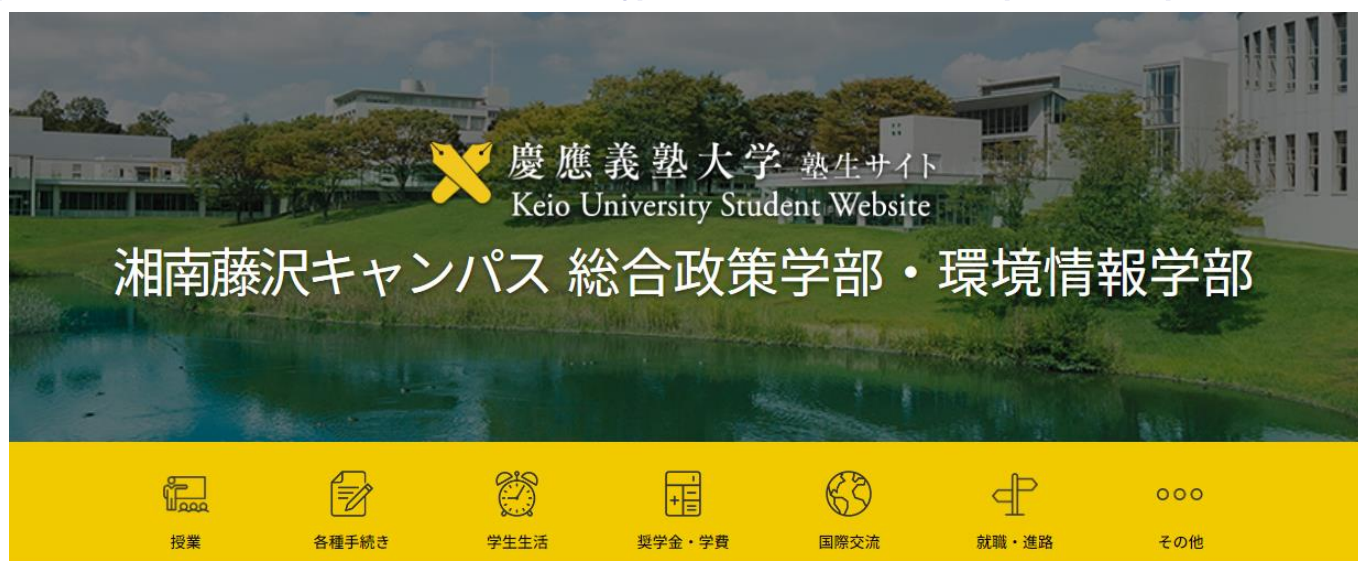 慶應義塾大学 塾生サイト
Keio University Student Website
湘南藤沢キャンパス 総合政策学部・環境情報学部
授業
各種手続き
学生生活
奨学金・学費
国際交流
就職・進路
その他